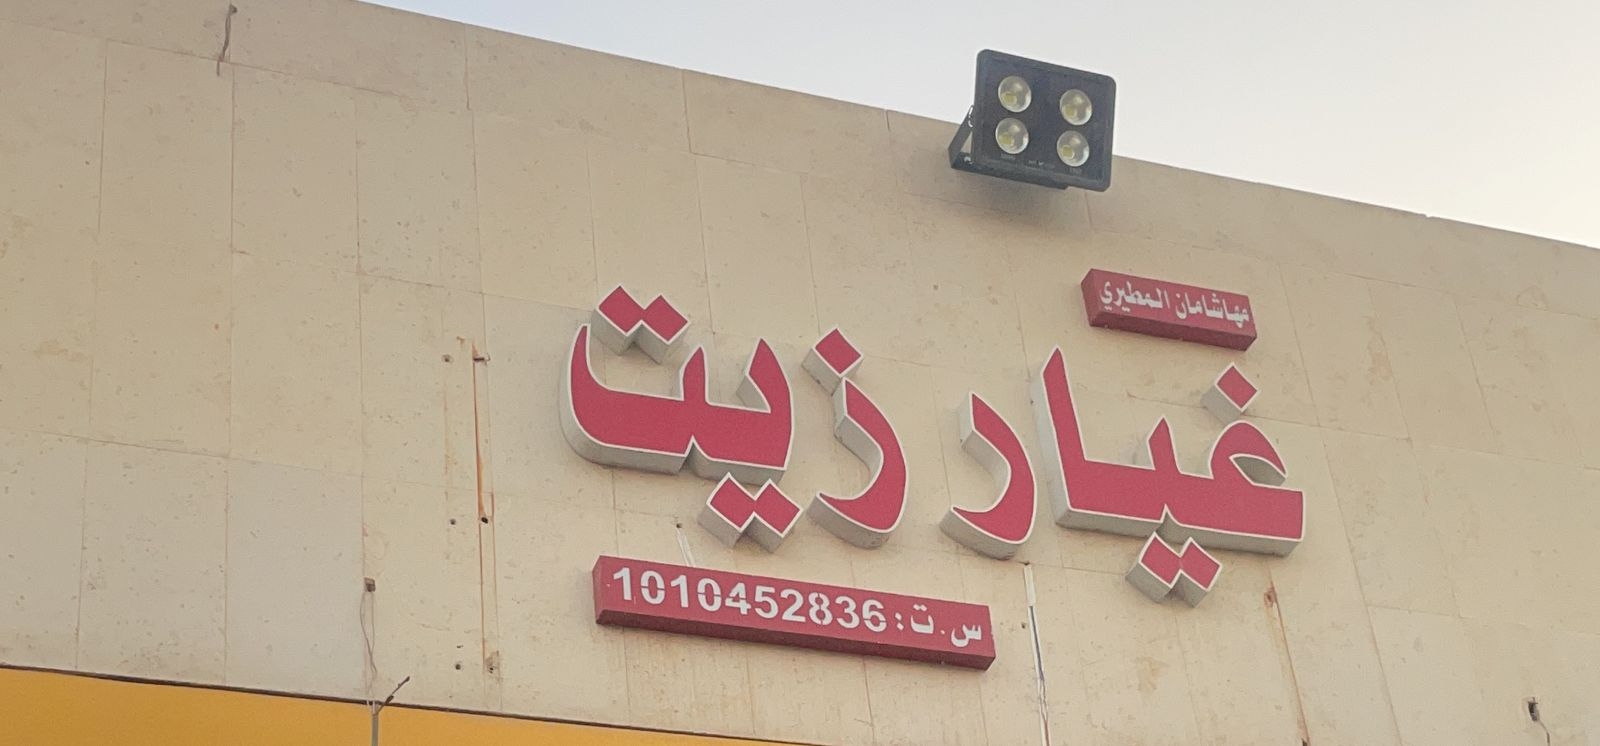 مهاشامان المطيري
غيار زيت
س.ت: 1010452836